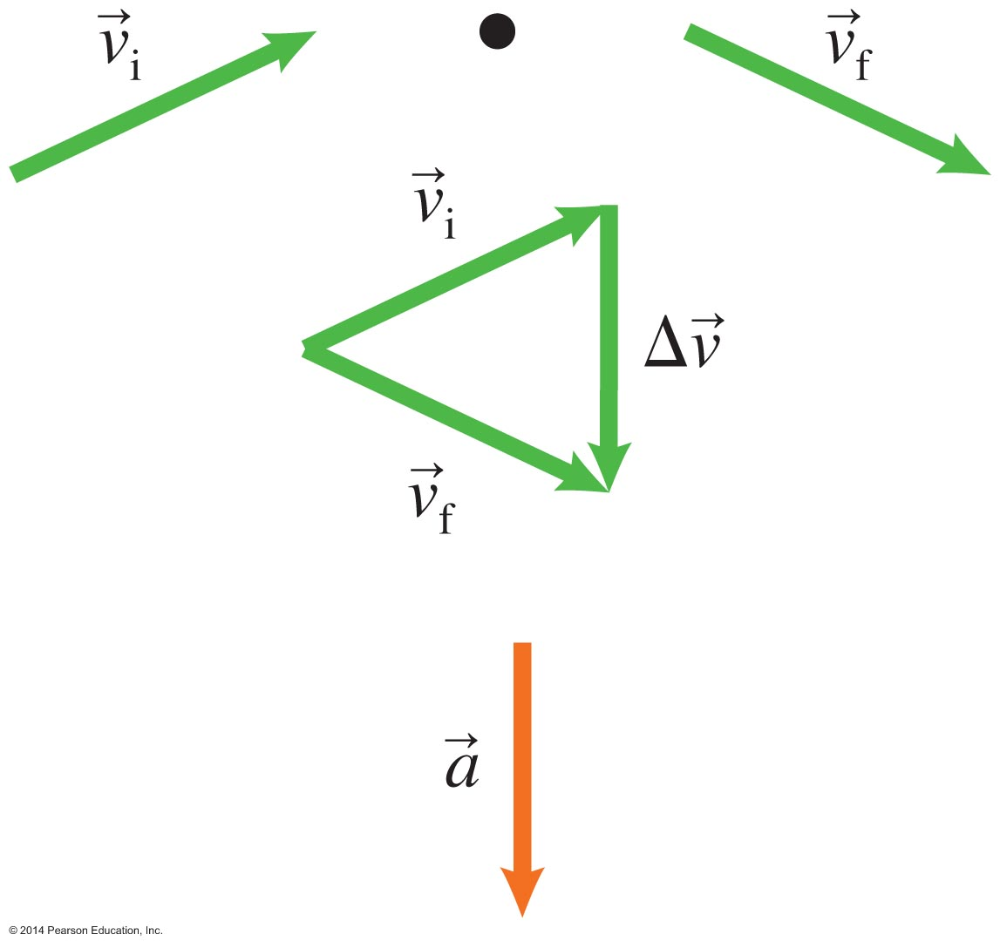 v⃗i
v⃗f
v⃗i
Δv⃗
v⃗f
a⃗
© 2014 Pearson Education, Inc.